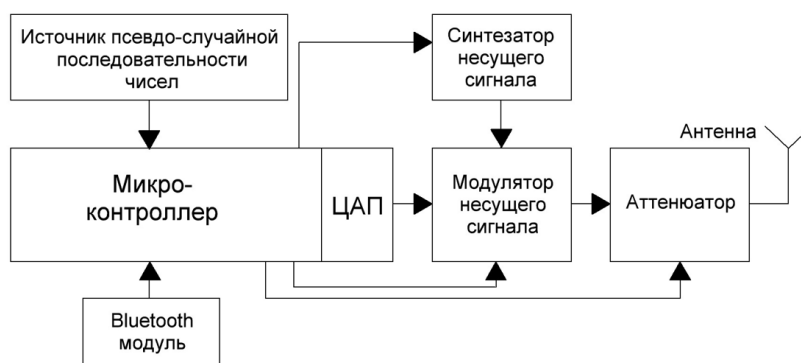 Источник псевдо-случайной
последовательности
чисел
Синтезатор
несущего
сигнала
Антенна
Микро-
контроллер
ЦАП
Модулятор
несущего
сигнала
Аттенюатор
Bluetooth
модуль